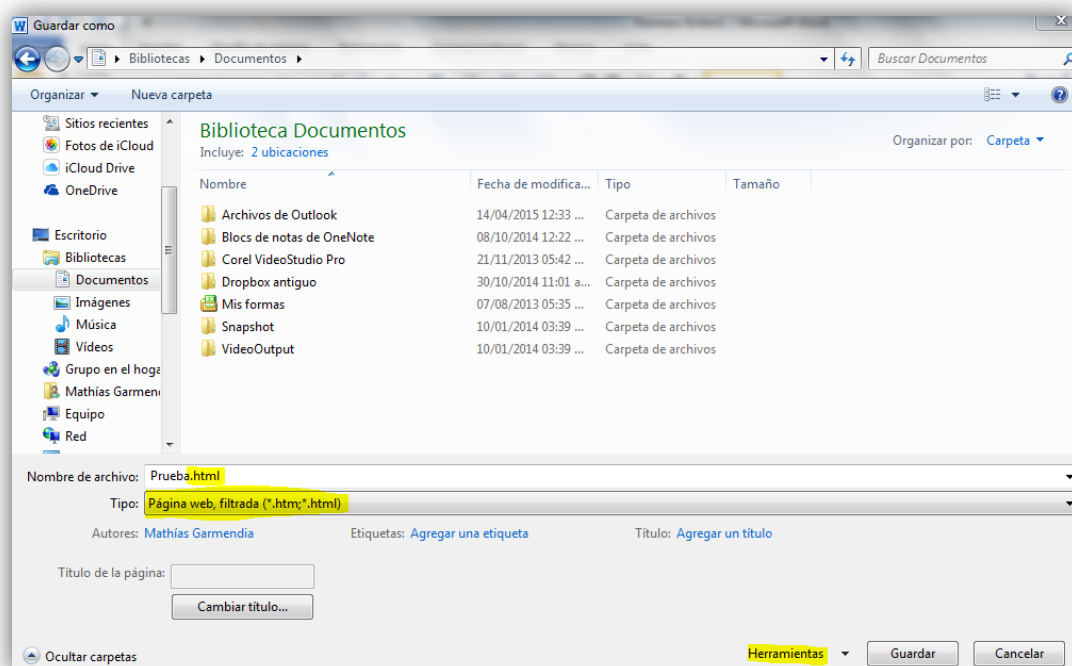 Guardar como
Bibliotecas Documentos
Buscar Documentos
Organizar Nueva carpeta
Sitios recientes
Fotos de iCloud
iCloud Drive
OneDrive
Escritorio
Bibliotecas
Documentos
Imágenes
Música
Vídeos
Grupo en el hoga
Mathías Garmen
Equipo
Red
Biblioteca Documentos
Incluye: 2 ubicaciones
Organizar por: Carpeta
Nombre Fecha de modifica... Tipo Tamaño
Archivos de Outlook 14/04/2015 12:33 ... Carpeta de archivos
Blocs de notas de OneNote 08/10/2014 12:22 ... Carpeta de archivos
Corel VideoStudio Pro 21/11/2013 05:42 ... Carpeta de archivos
Dropbox antiguo 30/10/2014 11:01 a... Carpeta de archivos
Mis formas 07/08/2013 05:35 ... Carpeta de archivos
Snapshot 10/01/2014 03:39 ... Carpeta de archivos
VideoOutput 10/01/2014 03:39 ... Carpeta de archivos
Nombre de archivo: Prueba.html
Tipo: Página web, filtrada (*.htm;*.html)
Autores: Mathías Garmendia Etiquetas: Agregar una etiqueta Título: Agregar un título
Título de la página:
Cambiar título...
Ocultar carpetas Herramientas Guardar Cancelar